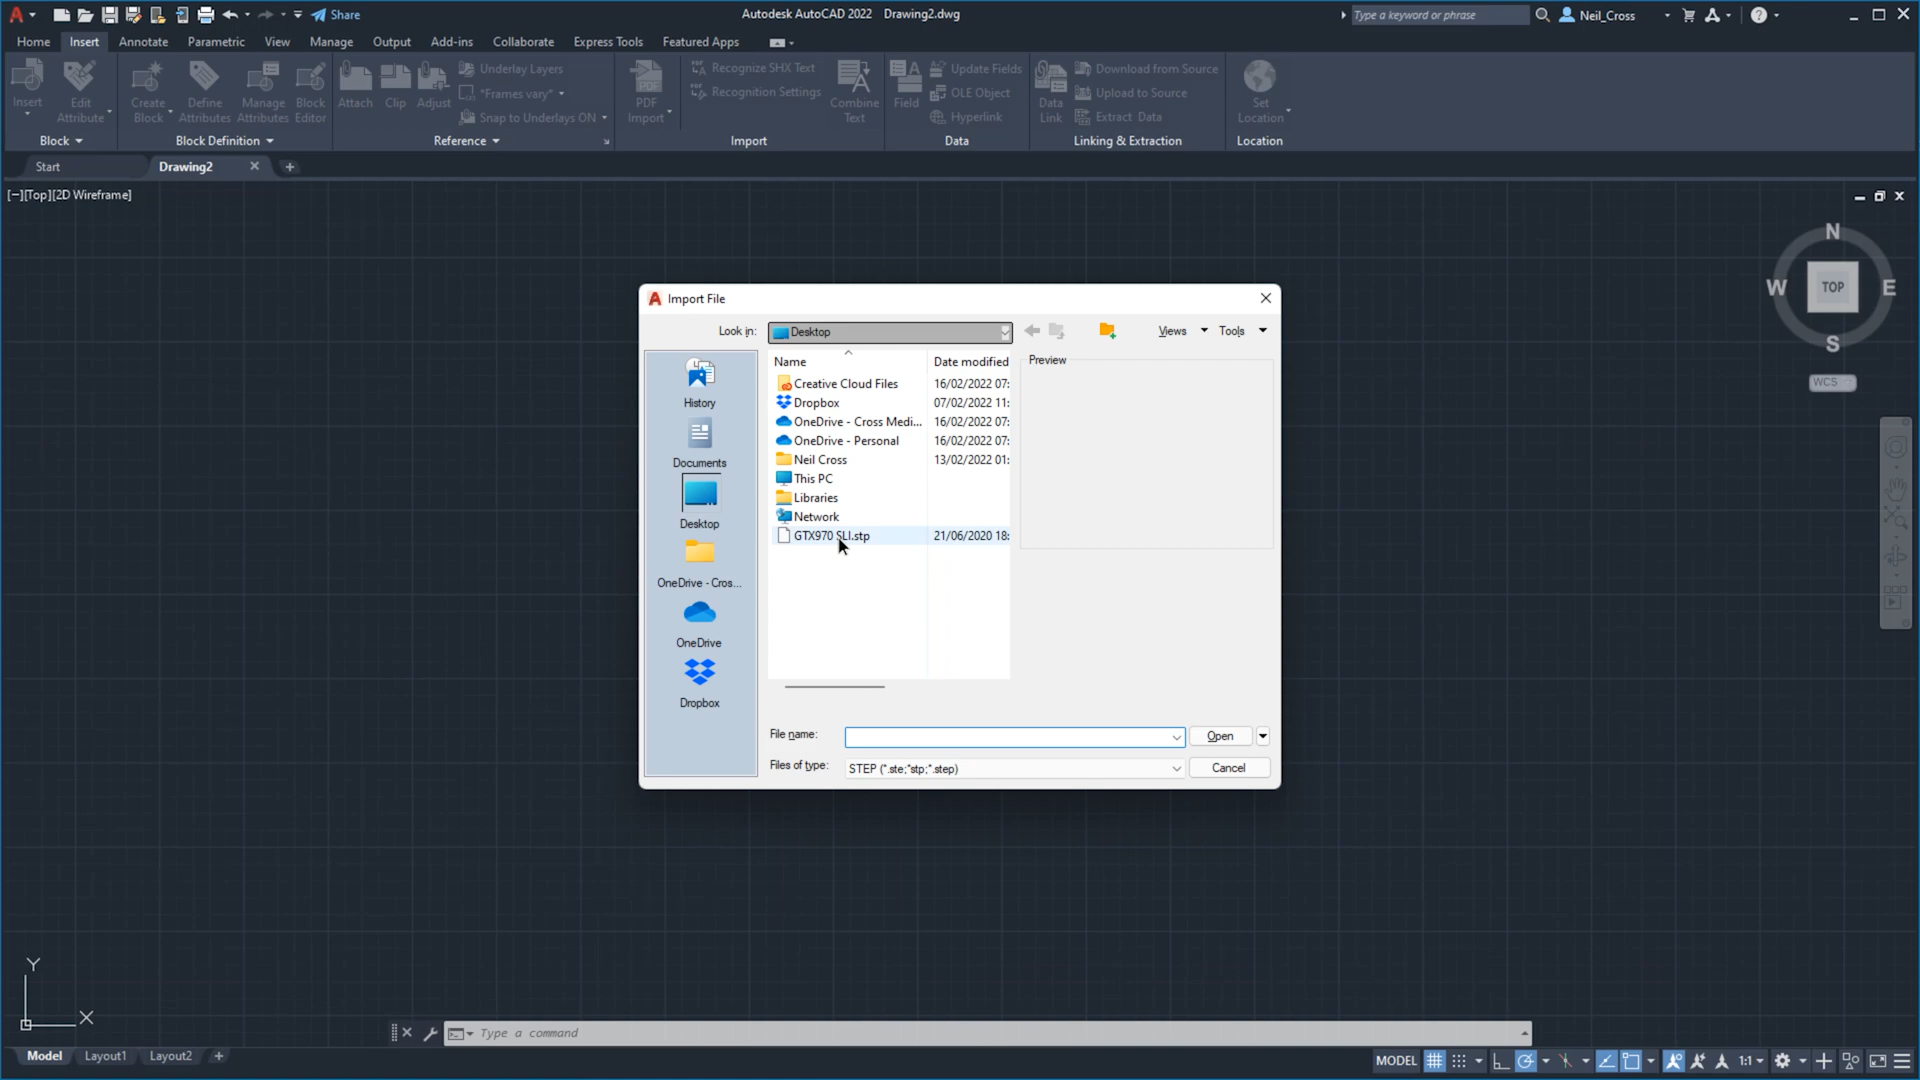 Share
Autodesk AutoCAD 2022 Drawing2.dwg
Type a keyword or phrase
Neil_Cross
Home Insert Annotate Parametric View Manage Output Add-ins Collaborate Express Tools Featured Apps
Insert
Edit Attribute
Create Block
Define Attributes
Manage Attributes
Block Editor
Attach
Clip
Adjust
Underlay Layers
*Frames vary*
Snap to Underlays ON
PDF Import
Recognize SHX Text
Recognition Settings
Combine Text
Field
Update Fields
OLE Object
Hyperlink
Data Link
Download from Source
Upload to Source
Extract Data
Set Location
Block
Block Definition
Reference
Import
Data
Linking & Extraction
Location
Start
Drawing2
[−][Top][2D Wireframe]
N
W
TOP
E
S
WCS
Import File
Look in:
Desktop
Views
Tools
Name
Date modified
Preview
Creative Cloud Files 16/02/2022 07:
Dropbox 07/02/2022 11:
OneDrive - Cross Medi... 16/02/2022 07:
OneDrive - Personal 16/02/2022 07:
Neil Cross 13/02/2022 01:
This PC
Libraries
Network
GTX970 SLI.stp 21/06/2020 18:
History
Documents
Desktop
OneDrive - Cros...
OneDrive
Dropbox
File name:
Open
Files of type:
STEP (*.ste;*stp;*.step)
Cancel
Y
X
Type a command
Model
Layout1
Layout2
MODEL
1:1